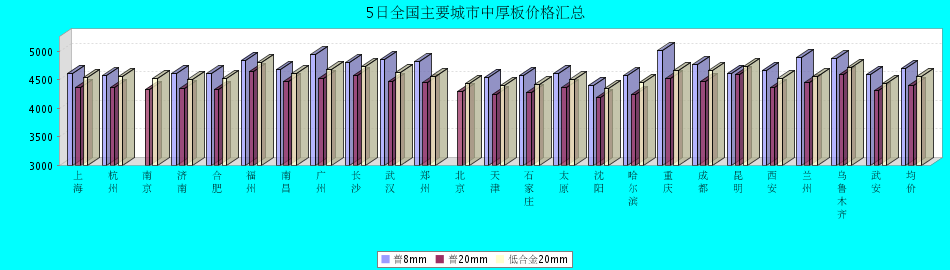 5日全国主要城市中厚板价格汇总
5000
4500
4000
3500
3000
上海
杭州
南京
济南
合肥
福州
南昌
广州
长沙
武汉
郑州
北京
天津
石家庄
太原
沈阳
哈尔滨
重庆
成都
昆明
西安
兰州
乌鲁木齐
武安
均价
普8mm
普20mm
低合金20mm